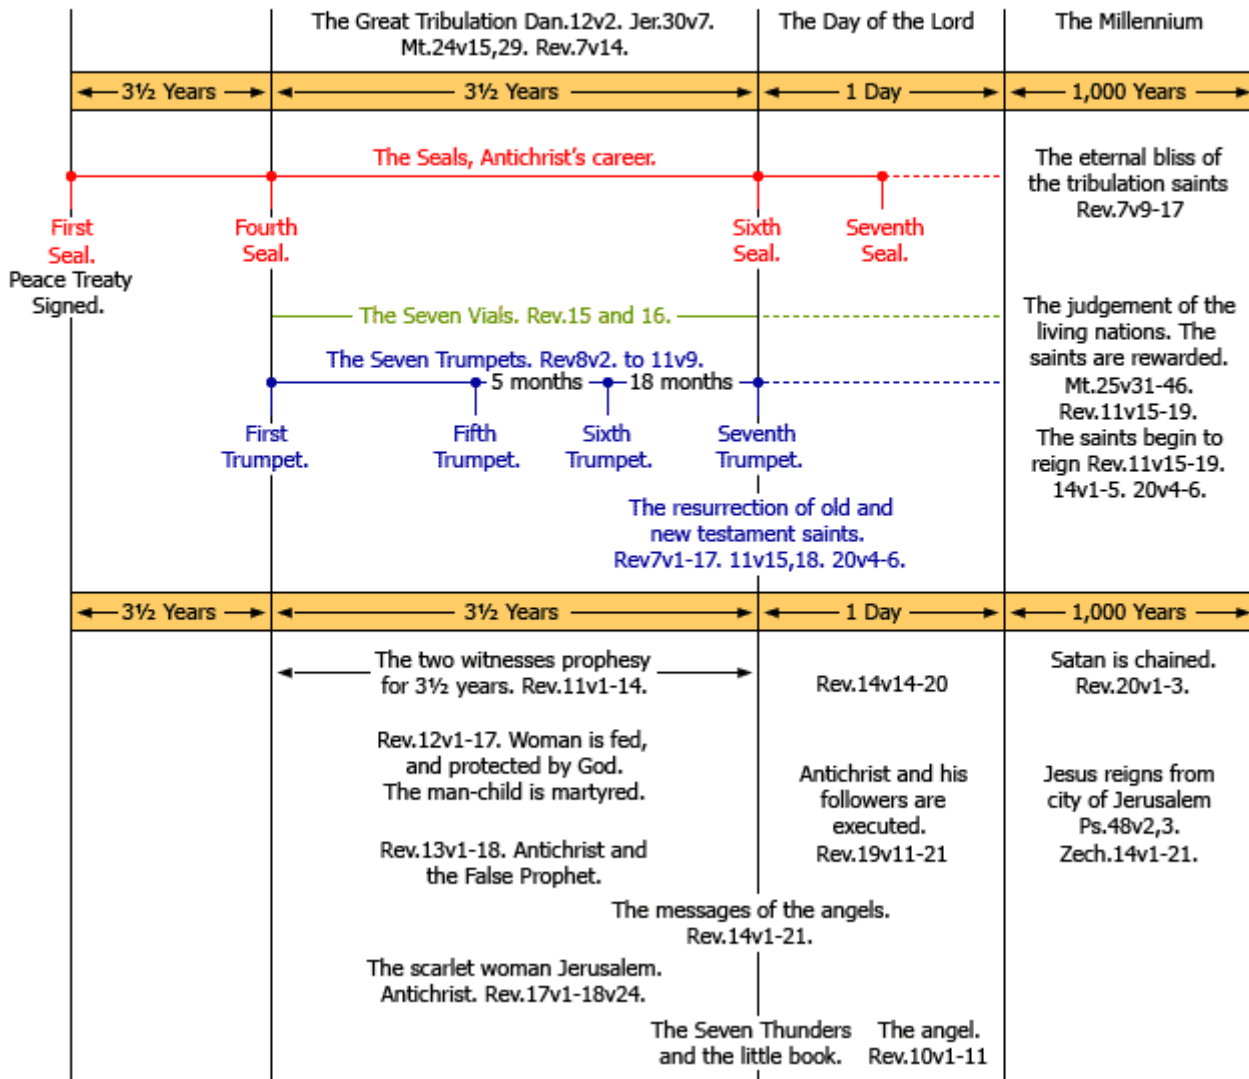 The Great Tribulation Dan.12v2. Jer.30v7.
Mt.24v15,29. Rev.7v14.
The Day of the Lord
The Millennium
3½ Years
3½ Years
1 Day
1,000 Years
The Seals, Antichrist's career.
First
Seal.
Peace Treaty
Signed.
Fourth
Seal.
Sixth
Seal.
Seventh
Seal.
The eternal bliss of
the tribulation saints
Rev.7v9-17
The Seven Vials. Rev.15 and 16.
The Seven Trumpets. Rev8v2. to 11v9.
5 months
18 months
First
Trumpet.
Fifth
Trumpet.
Sixth
Trumpet.
Seventh
Trumpet.
The resurrection of old and
new testament saints.
Rev7v1-17. 11v15,18. 20v4-6.
The judgement of the
living nations. The
saints are rewarded.
Mt.25v31-46.
Rev.11v15-19.
The saints begin to
reign Rev.11v15-19.
14v1-5. 20v4-6.
3½ Years
3½ Years
1 Day
1,000 Years
The two witnesses prophesy
for 3½ years. Rev.11v1-14.
Rev.12v1-17. Woman is fed,
and protected by God.
The man-child is martyred.
Rev.13v1-18. Antichrist and
the False Prophet.
Rev.14v14-20
Antichrist and his
followers are
executed.
Rev.19v11-21
Satan is chained.
Rev.20v1-3.
Jesus reigns from
city of Jerusalem
Ps.48v2,3.
Zech.14v1-21.
The messages of the angels.
Rev.14v1-21.
The scarlet woman Jerusalem.
Antichrist. Rev.17v1-18v24.
The Seven Thunders
and the little book.
The angel.
Rev.10v1-11